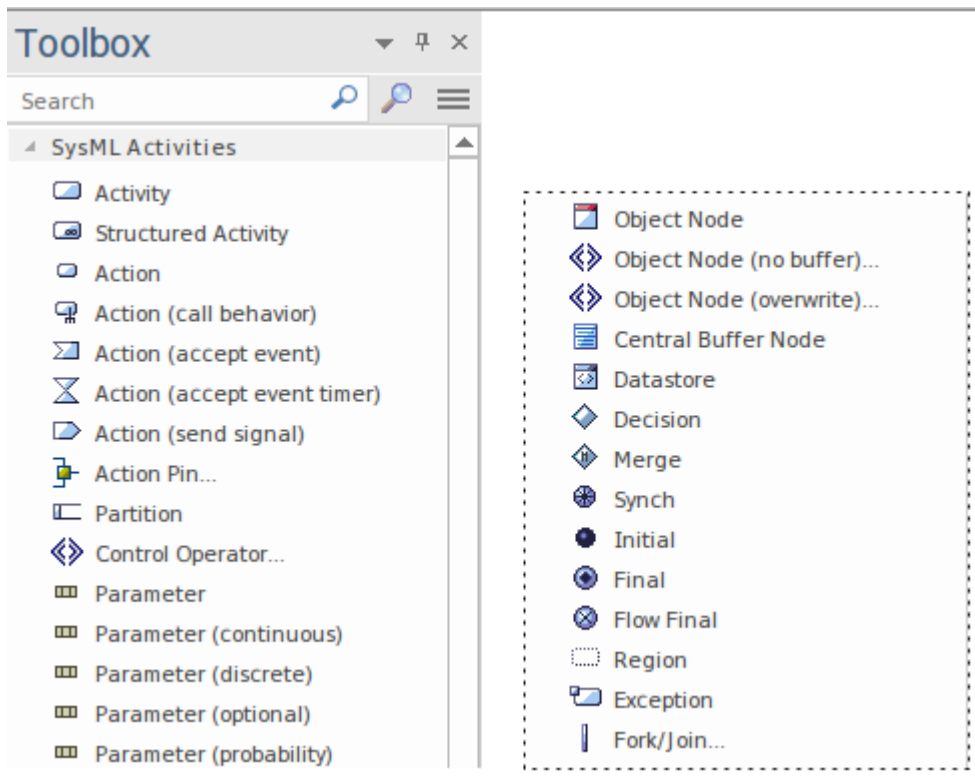 Toolbox
Search
SysML Activities
Activity
Structured Activity
Action
Action (call behavior)
Action (accept event)
Action (accept event timer)
Action (send signal)
Action Pin...
Partition
Control Operator...
Parameter
Parameter (continuous)
Parameter (discrete)
Parameter (optional)
Parameter (probability)
Object Node
Object Node (no buffer)...
Object Node (overwrite)...
Central Buffer Node
Datastore
Decision
Merge
Synch
Initial
Final
Flow Final
Region
Exception
Fork/Join...